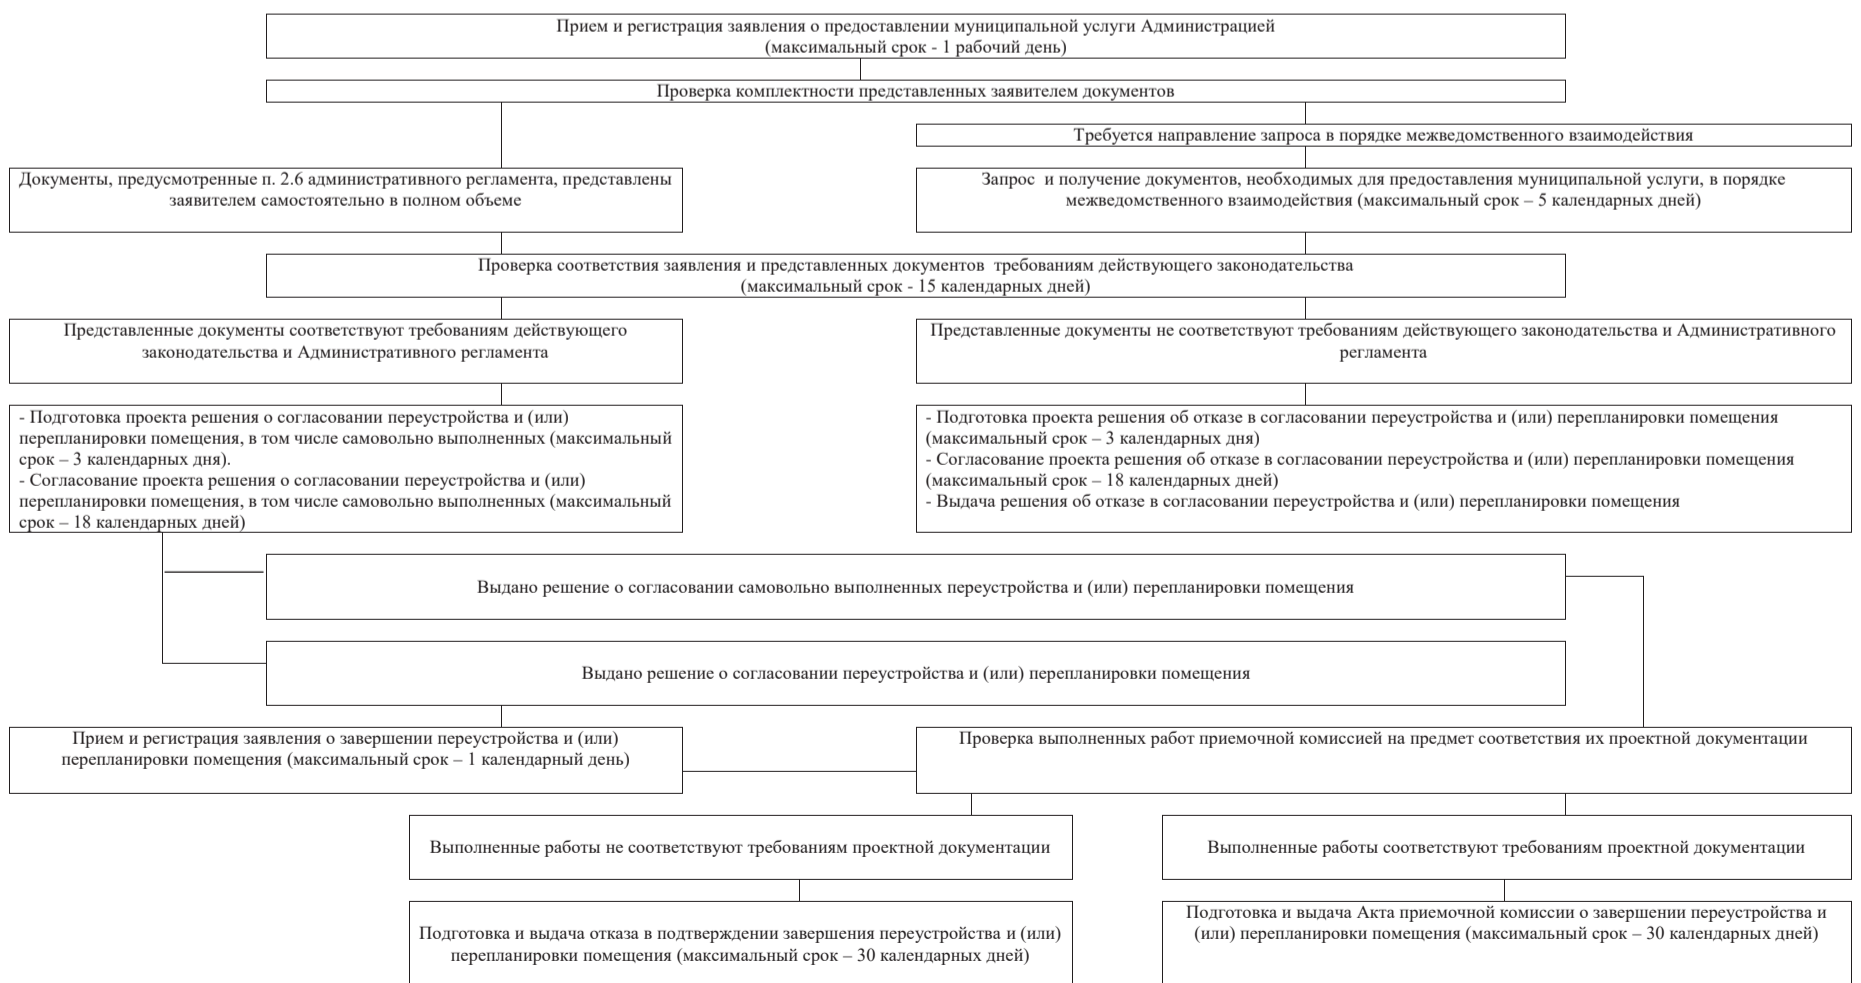 Прием и регистрация заявления о предоставлении муниципальной услуги Администрацией
(максимальный срок - 1 рабочий день)
Проверка комплектности представленных заявителем документов
Требуется направление запроса в порядке межведомственного взаимодействия
Документы, предусмотренные п. 2.6 административного регламента, представлены
заявителем самостоятельно в полном объеме
Запрос  и получение документов, необходимых для предоставления муниципальной услуги, в порядке
межведомственного взаимодействия (максимальный срок – 5 календарных дней)
Проверка соответствия заявления и представленных документов  требованиям действующего законодательства
(максимальный срок - 15 календарных дней)
Представленные документы соответствуют требованиям действующего
законодательства и Административного регламента
Представленные документы не соответствуют требованиям действующего законодательства и Административного
регламента
- Подготовка проекта решения о согласовании переустройства и (или)
перепланировки помещения, в том числе самовольно выполненных (максимальный
срок – 3 календарных дня).
- Согласование проекта решения о согласовании переустройства и (или)
перепланировки помещения, в том числе самовольно выполненных (максимальный
срок – 18 календарных дней)
- Подготовка проекта решения об отказе в согласовании переустройства и (или) перепланировки помещения
(максимальный срок – 3 календарных дня)
- Согласование проекта решения об отказе в согласовании переустройства и (или) перепланировки помещения
(максимальный срок – 18 календарных дней)
- Выдача решения об отказе в согласовании переустройства и (или) перепланировки помещения
Выдано решение о согласовании самовольно выполненных переустройства и (или) перепланировки помещения
Выдано решение о согласовании переустройства и (или) перепланировки помещения
Прием и регистрация заявления о завершении переустройства и (или)
перепланировки помещения (максимальный срок – 1 календарный день)
Проверка выполненных работ приемочной комиссией на предмет соответствия их проектной документации
Выполненные работы не соответствуют требованиям проектной документации
Выполненные работы соответствуют требованиям проектной документации
Подготовка и выдача отказа в подтверждении завершения переустройства и (или)
перепланировки помещения (максимальный срок – 30 календарных дней)
Подготовка и выдача Акта приемочной комиссии о завершении переустройства и
(или) перепланировки помещения (максимальный срок – 30 календарных дней)